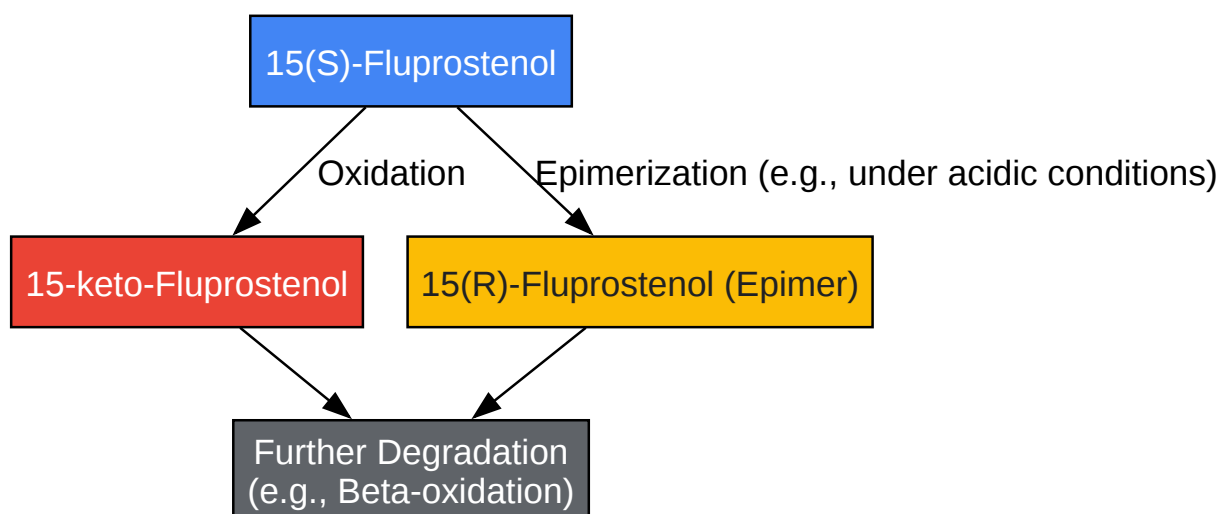 15(S)-Fluprostenol
Oxidation
Epimerization (e.g., under acidic conditions)
15-keto-Fluprostenol
15(R)-Fluprostenol (Epimer)
Further Degradation
(e.g., Beta-oxidation)